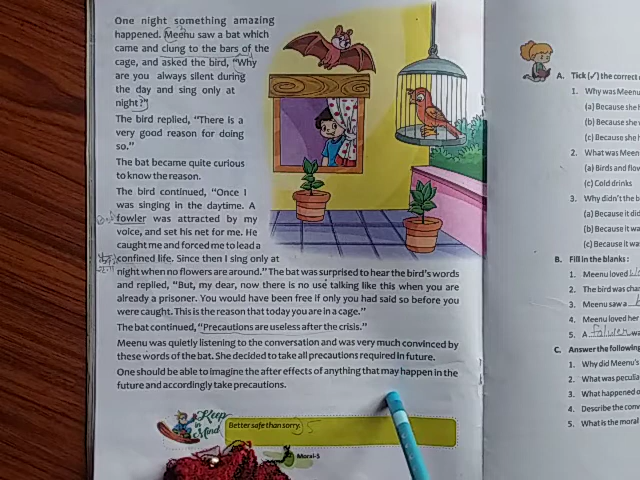 One night something amazing
happened. Meenu saw a bat which
came and clung to the bars of the
cage, and asked the bird, "Why
are you always silent during
the day and sing only at
night?"
The bird replied, "There is a
very good reason for doing
so."
The bat became quite curious
to know the reason.
The bird continued, "Once I
was singing in the daytime. A
fowler was attracted by my
voice, and set his net for me. He
caught me and forced me to lead a
confined life. Since then I sing only at
night when no flowers are around." The bat was surprised to hear the bird's words
and replied, "But, my dear, now there is no use talking like this when you are
already a prisoner. You would have been free if only you had said so before you
were caught. This is the reason that today you are in a cage."
The bat continued, "Precautions are useless after the crisis."
Meenu was quietly listening to the conversation and was very much convinced by
these words of the bat. She decided to take all precautions required in future.
One should be able to imagine the after effects of anything that may happen in the
future and accordingly take precautions.
Keep
in
Mind
Better safe than sorry.
Moral-5
A. Tick (✓) the correct
1. Why was Meenu
(a) Because she
(b) Because she
(c) Because she
2. What was Meen
(a) Birds and flow
(c) Cold drinks
3. Why didn't the b
(a) Because it did
(b) Because it wa
(c) Because it wa
B. Fill in the blanks :
1. Meenu loved
2. The bird was cha
3. Meenu saw a
4. Meenu loved her
5. A falwer wa
C. Answer the following
1. Why did Meenu's
2. What was peculia
3. What happened o
4. Describe the conv
5. What is the moral